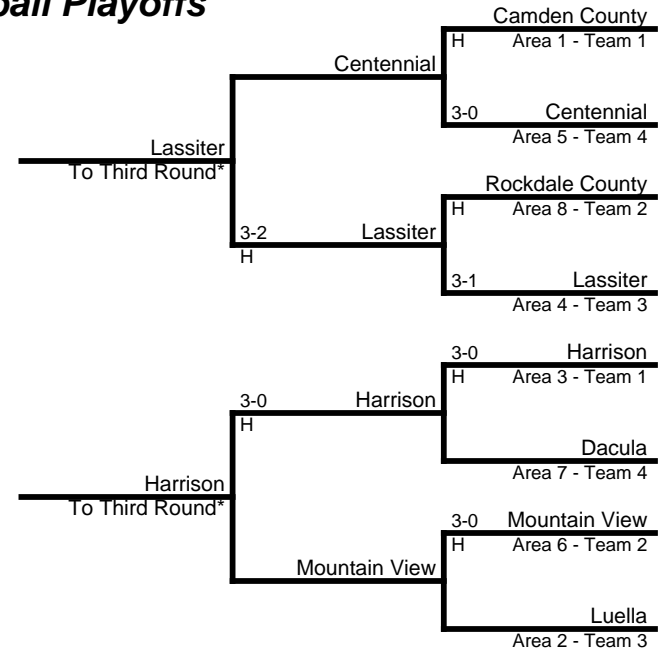 Playoffs
Camden County
H Area 1 - Team 1
Centennial
3-0 Centennial
Area 5 - Team 4
Lassiter
To Third Round*
Rockdale County
H Area 8 - Team 2
3-2 Lassiter
H
3-1 Lassiter
Area 4 - Team 3
3-0 Harrison
H Area 3 - Team 1
3-0 Harrison
H
Dacula
Area 7 - Team 4
Harrison
To Third Round*
3-0 Mountain View
H Area 6 - Team 2
Mountain View
Luella
Area 2 - Team 3